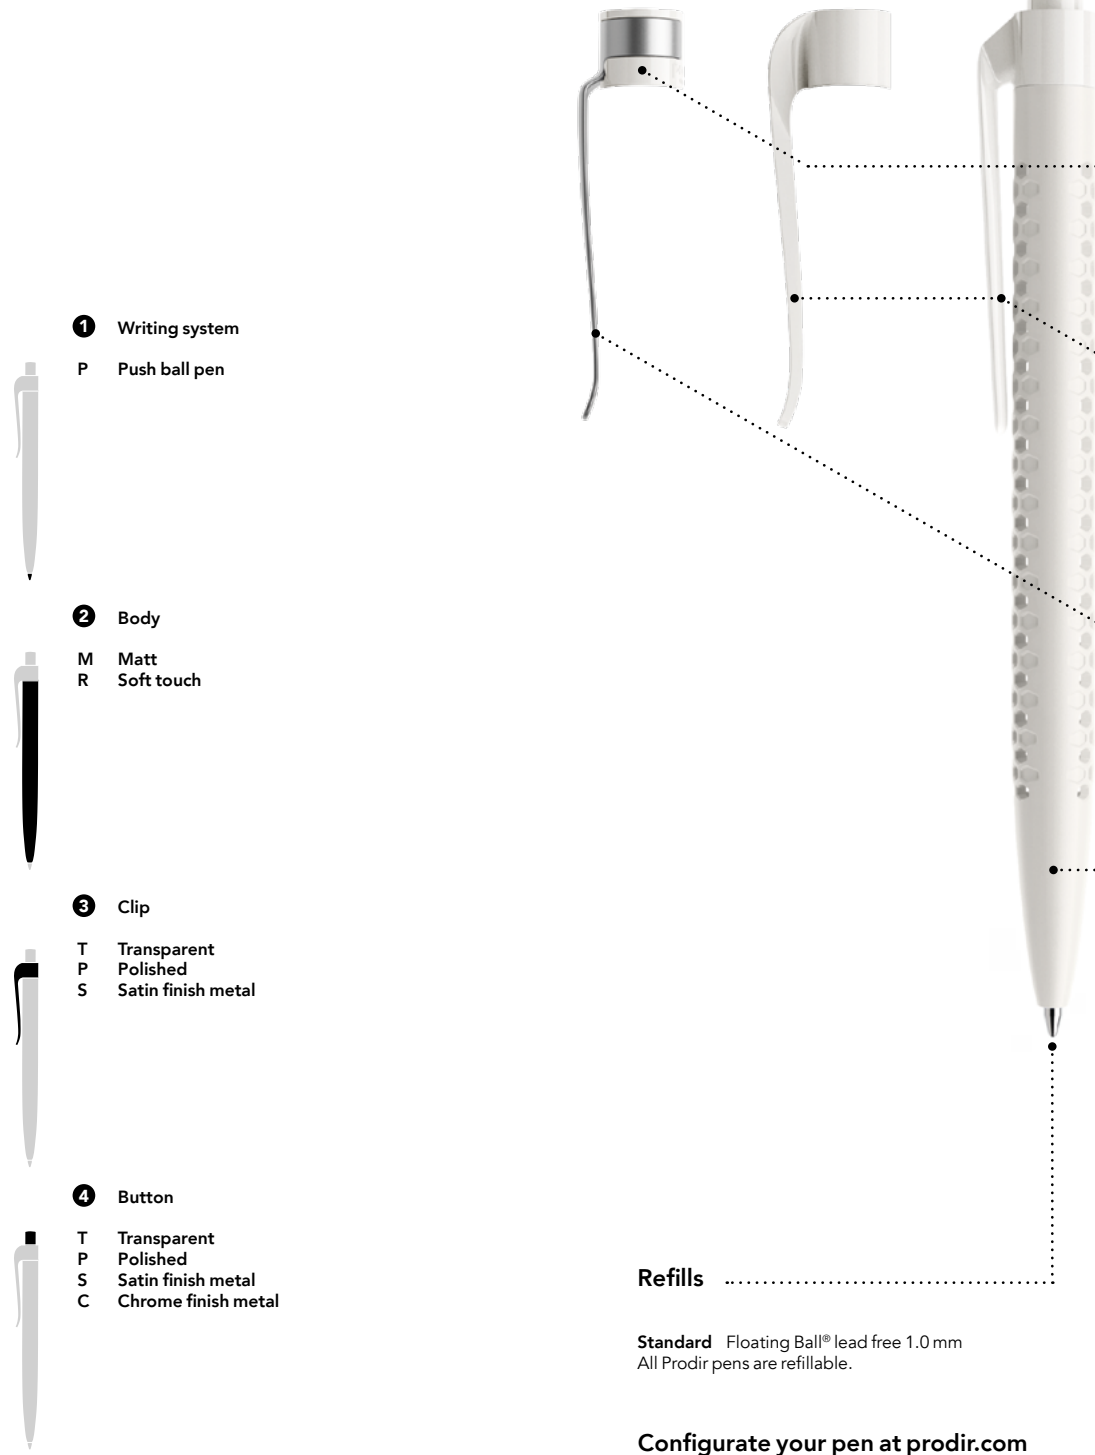 1 Writing system
P Push ball pen
2 Body
M Matt
R Soft touch
3 Clip
T Transparent
P Polished
S Satin finish metal
4 Button
T Transparent
P Polished
S Satin finish metal
C Chrome finish metal
Refills
Standard Floating Ball® lead free 1.0 mm
All Prodir pens are refillable.
Configurate your pen at prodir.com